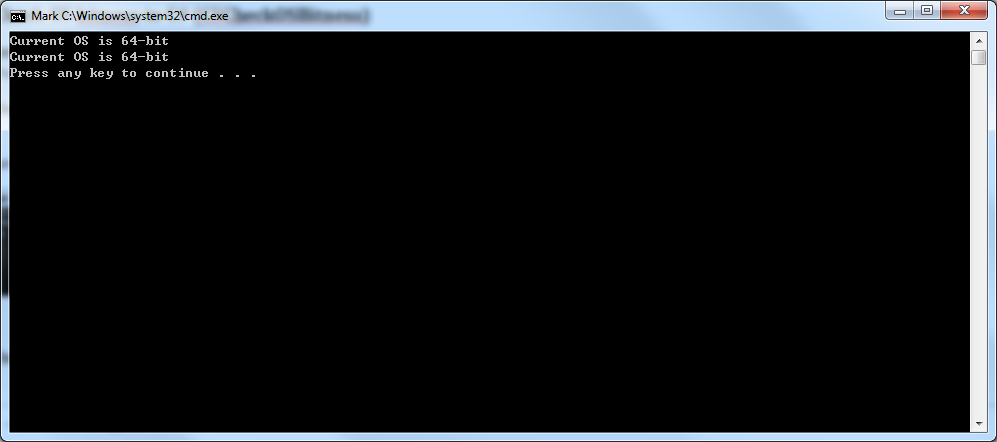 Mark C:\Windows\system32\cmd.exe
Current OS is 64-bit
Current OS is 64-bit
Press any key to continue . . .